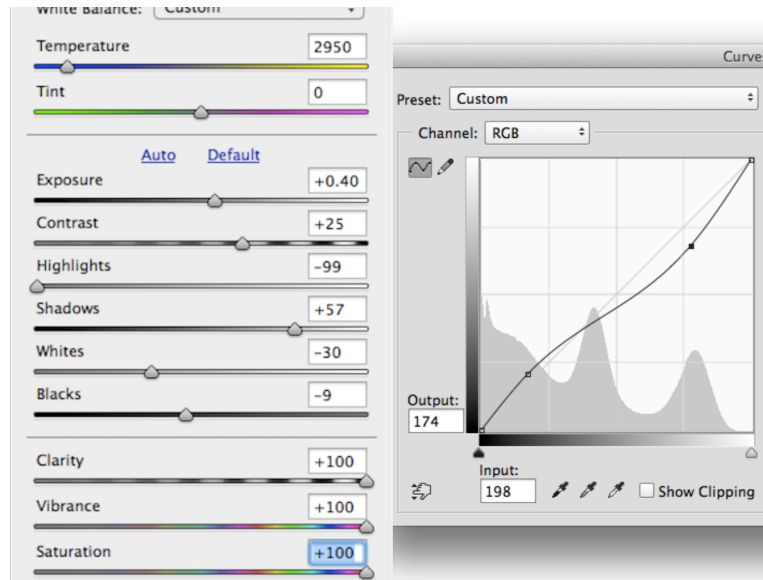 White Balance: Custom
Temperature 2950
Tint 0
Auto Default
Exposure +0.40
Contrast +25
Highlights -99
Shadows +57
Whites -30
Blacks -9
Clarity +100
Vibrance +100
Saturation +100
Curves
Preset: Custom
Channel: RGB
Output:
174
Input:
198
Show Clipping